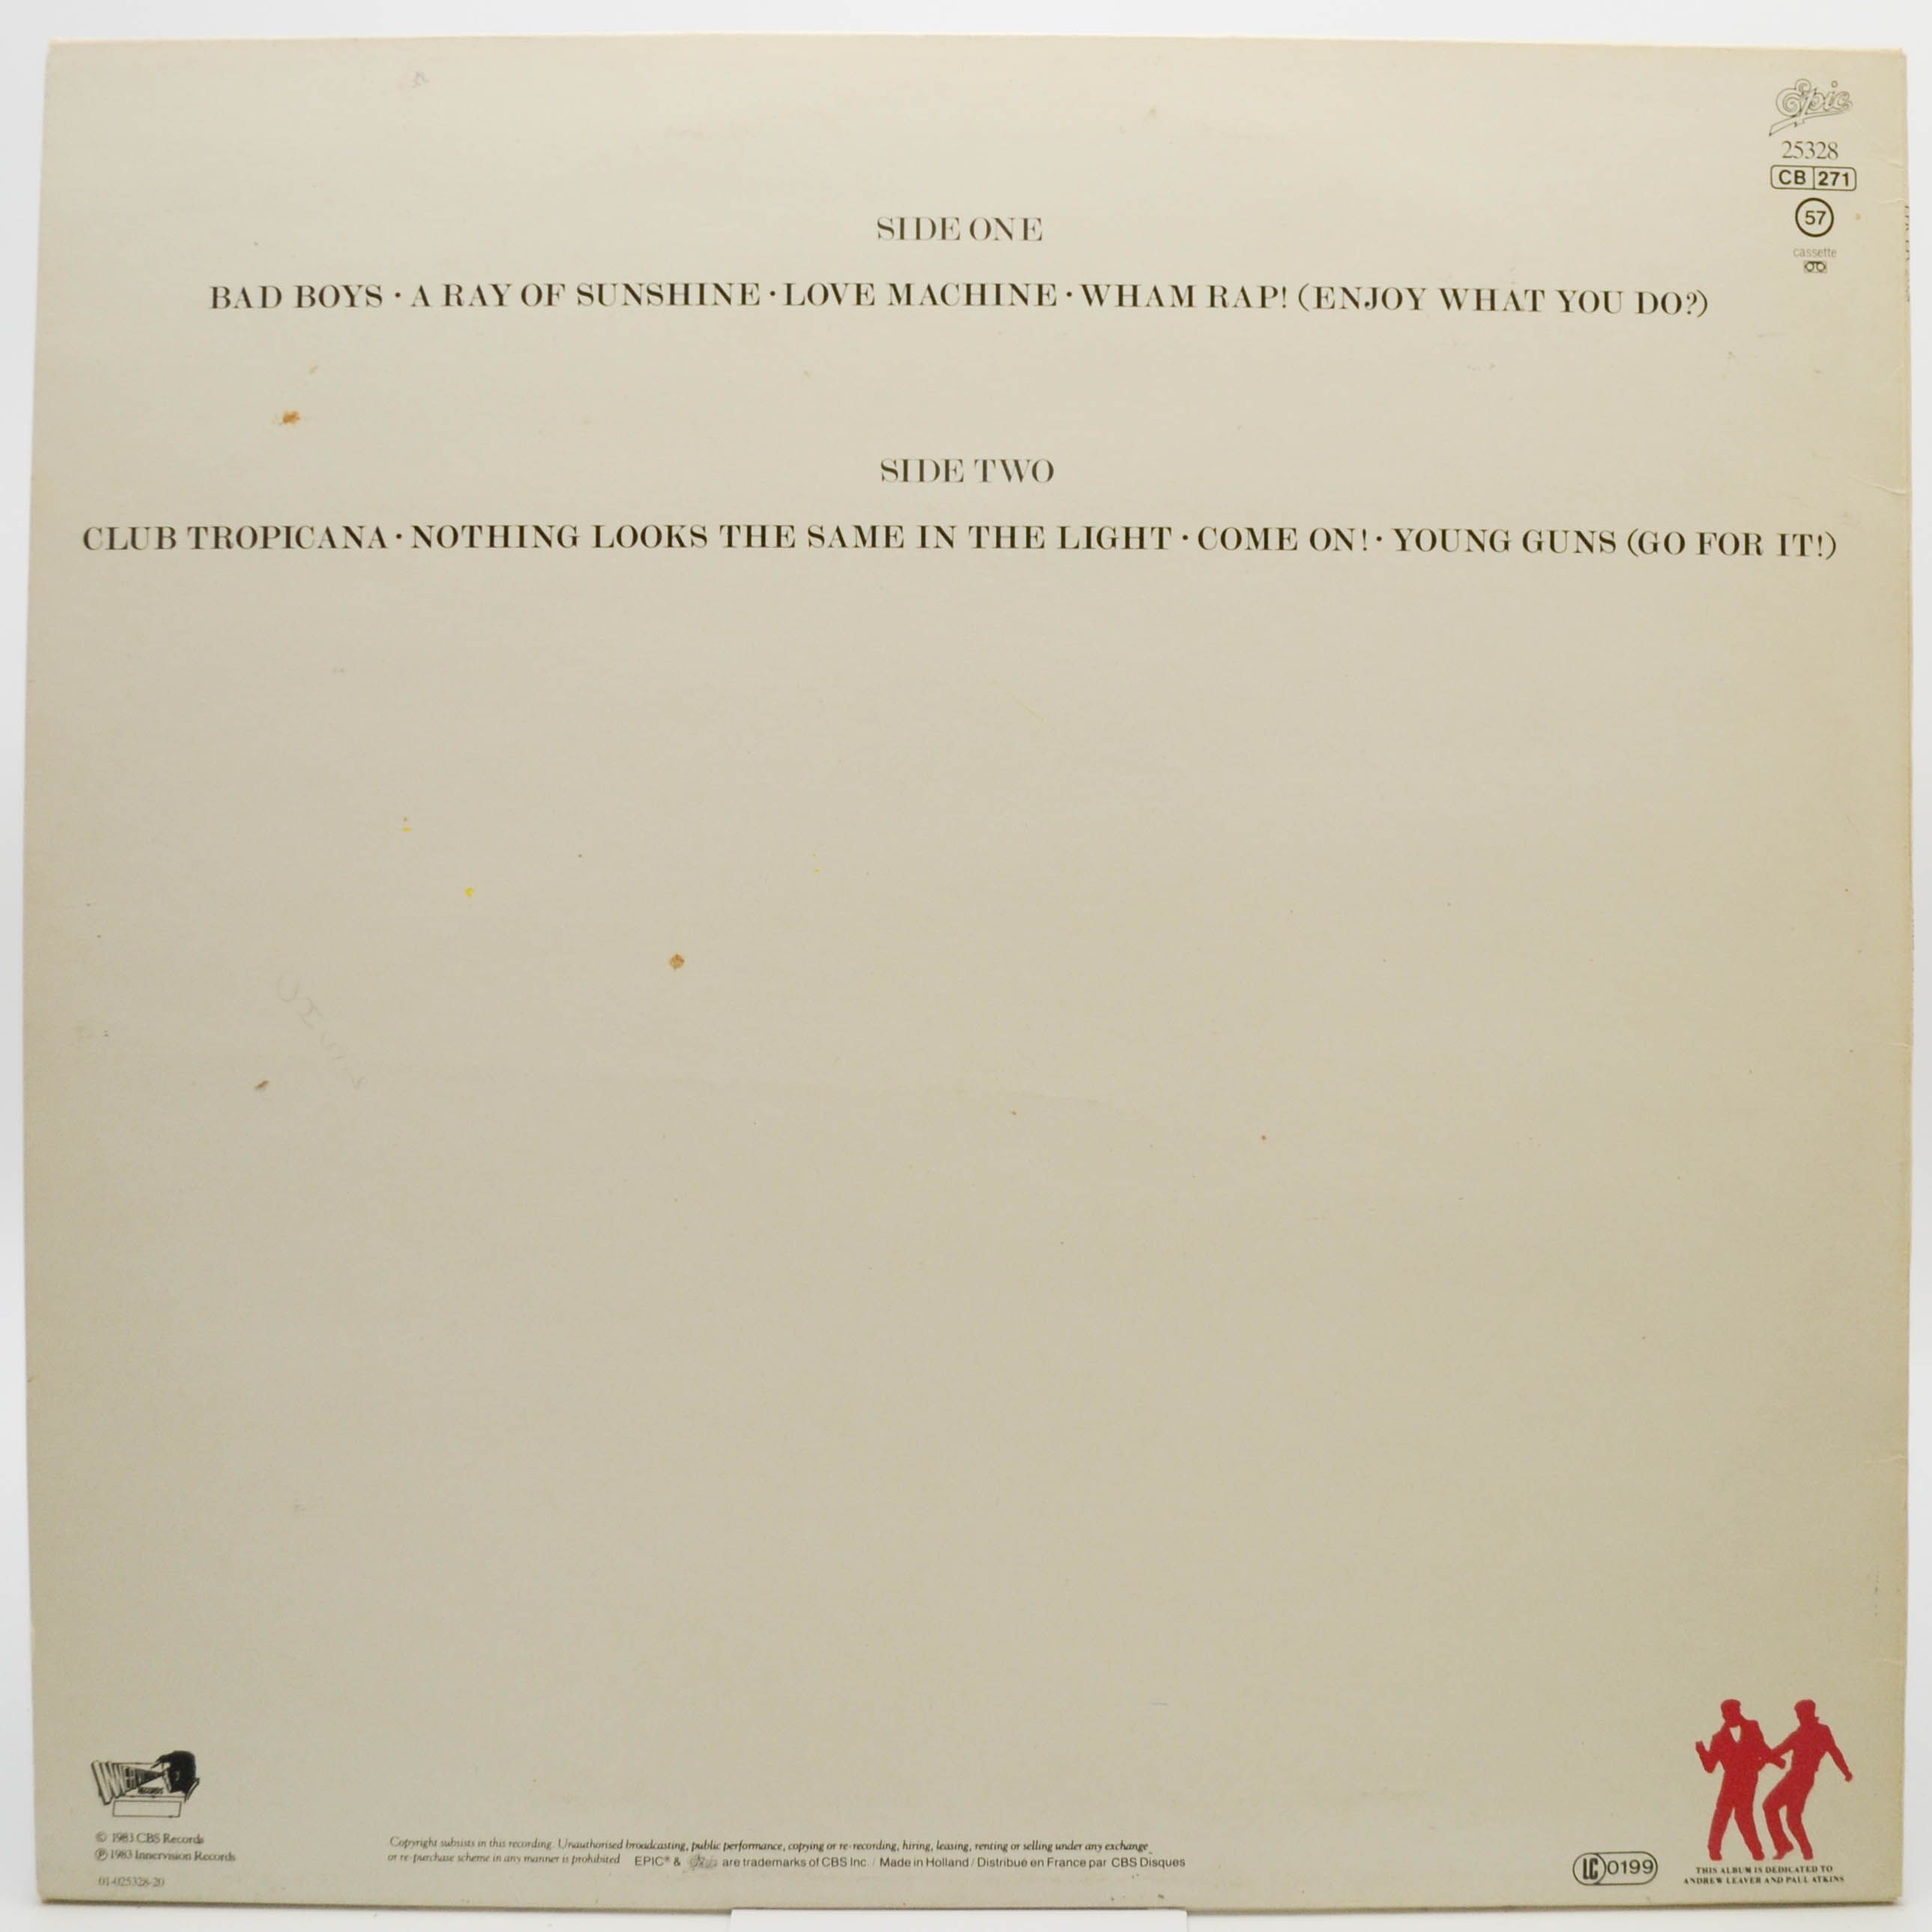 Epic
25328
CB 271
57
cassette
SIDE ONE
BAD BOYS · A RAY OF SUNSHINE · LOVE MACHINE · WHAM RAP! (ENJOY WHAT YOU DO?)
SIDE TWO
CLUB TROPICANA · NOTHING LOOKS THE SAME IN THE LIGHT · COME ON! · YOUNG GUNS (GO FOR IT!)
© 1983 CBS Records
℗ 1983 Innervision Records
01-025328-20
Copyright subsists in this recording. Unauthorised broadcasting, public performance, copying or re-recording, hiring, leasing, renting or selling under any exchange
or re-purchase scheme in any manner is prohibited EPIC® & Epic are trademarks of CBS Inc. / Made in Holland / Distribué en France par CBS Disques
LC 0199
THIS ALBUM IS DEDICATED TO
ANDREW LEAVER AND PAUL ATKINS